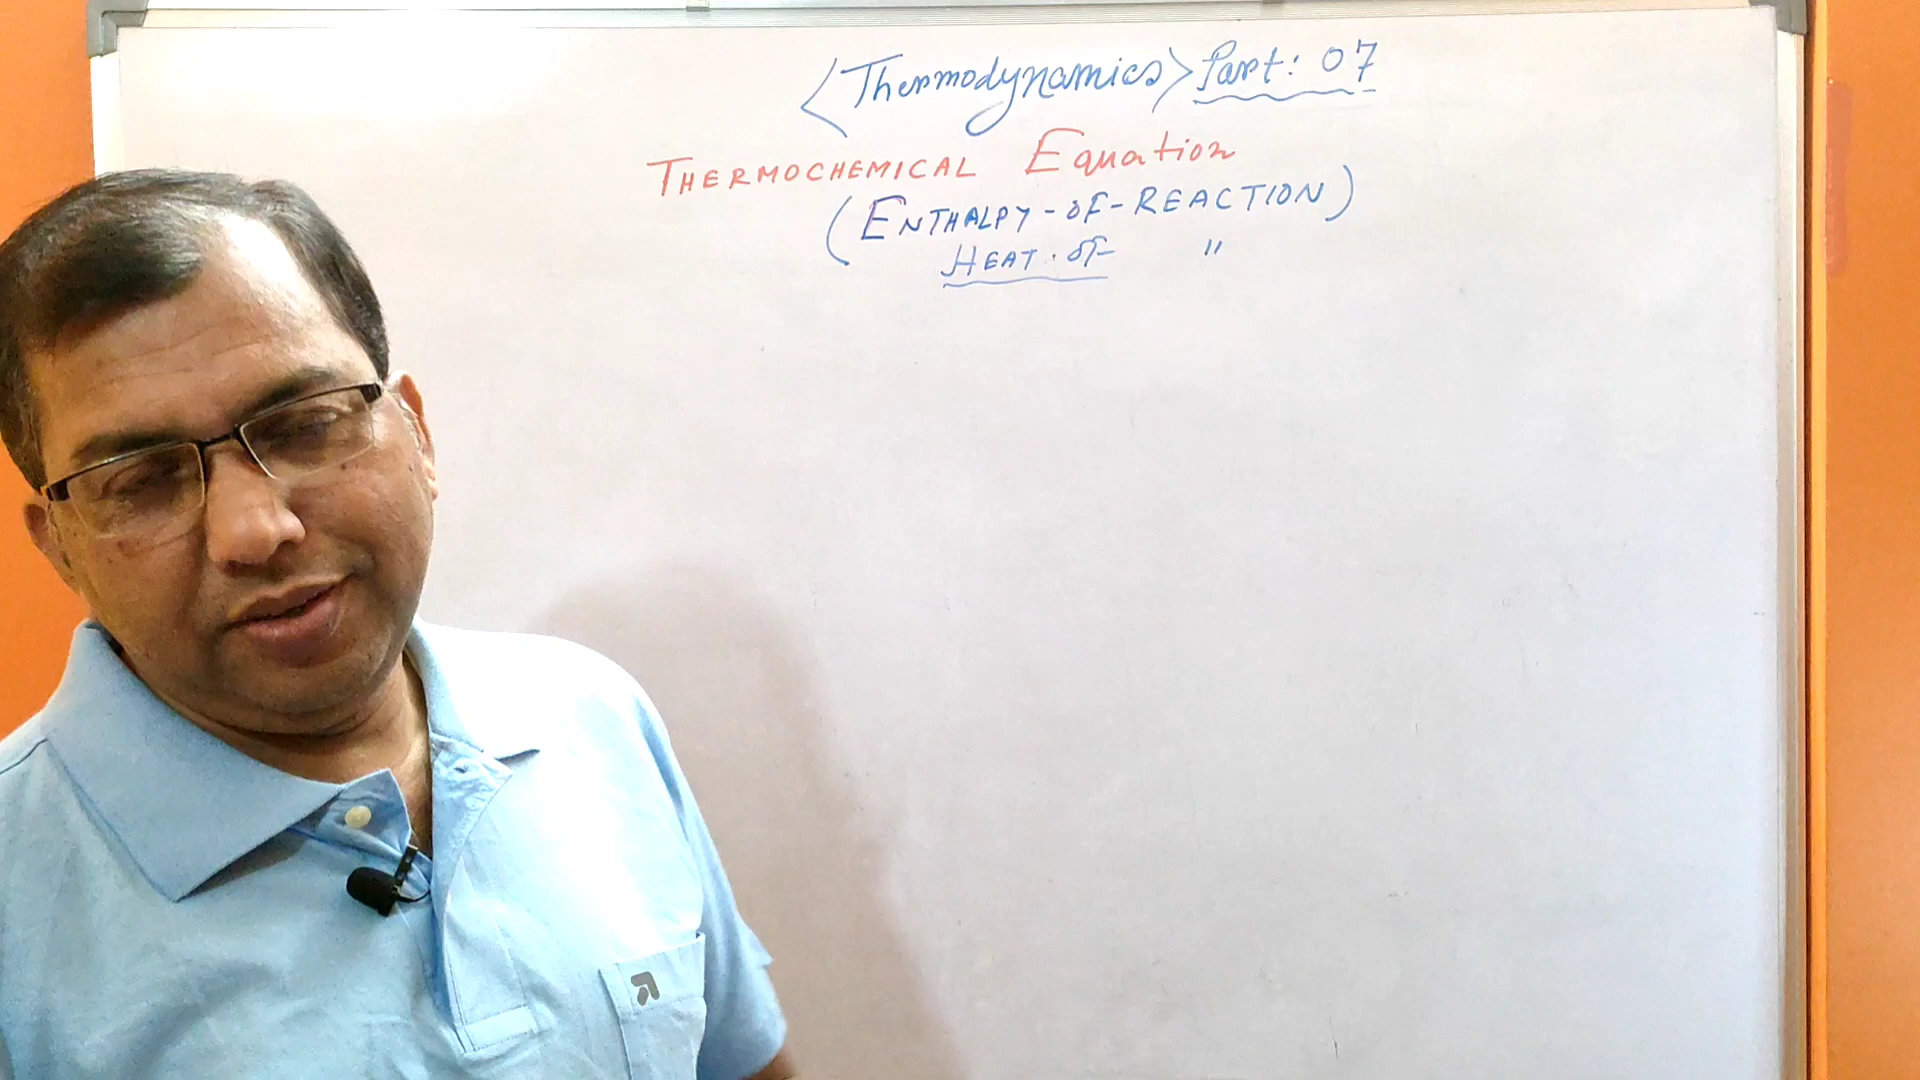 <Thermodynamics> Part: 07
THERMOCHEMICAL Equation
(ENTHALPY-OF-REACTION)
HEAT. OF "